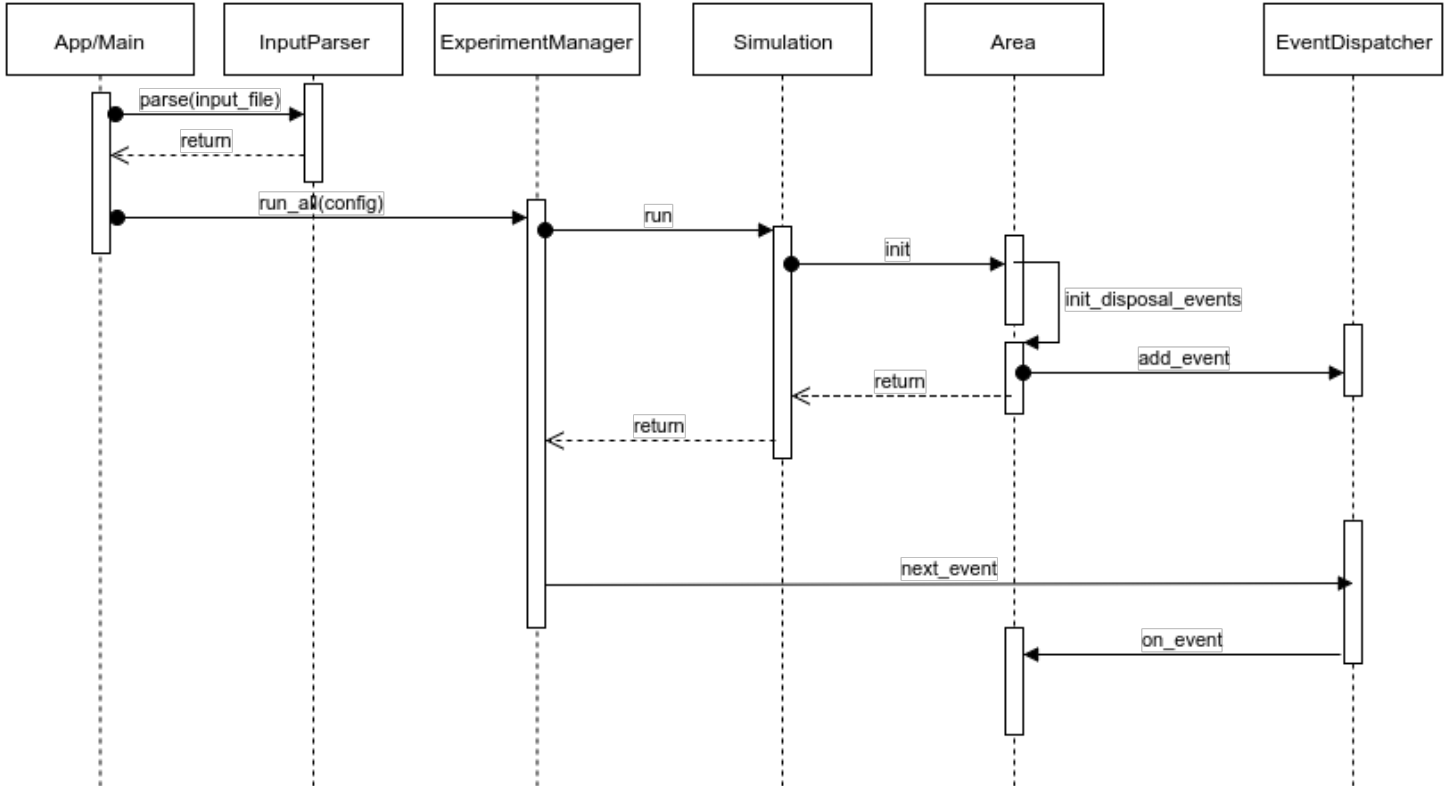 App/Main
InputParser
ExperimentManager
Simulation
Area
EventDispatcher
parse(input_file)
return
run_all(config)
run
init
init_disposal_events
add_event
return
return
next_event
on_event